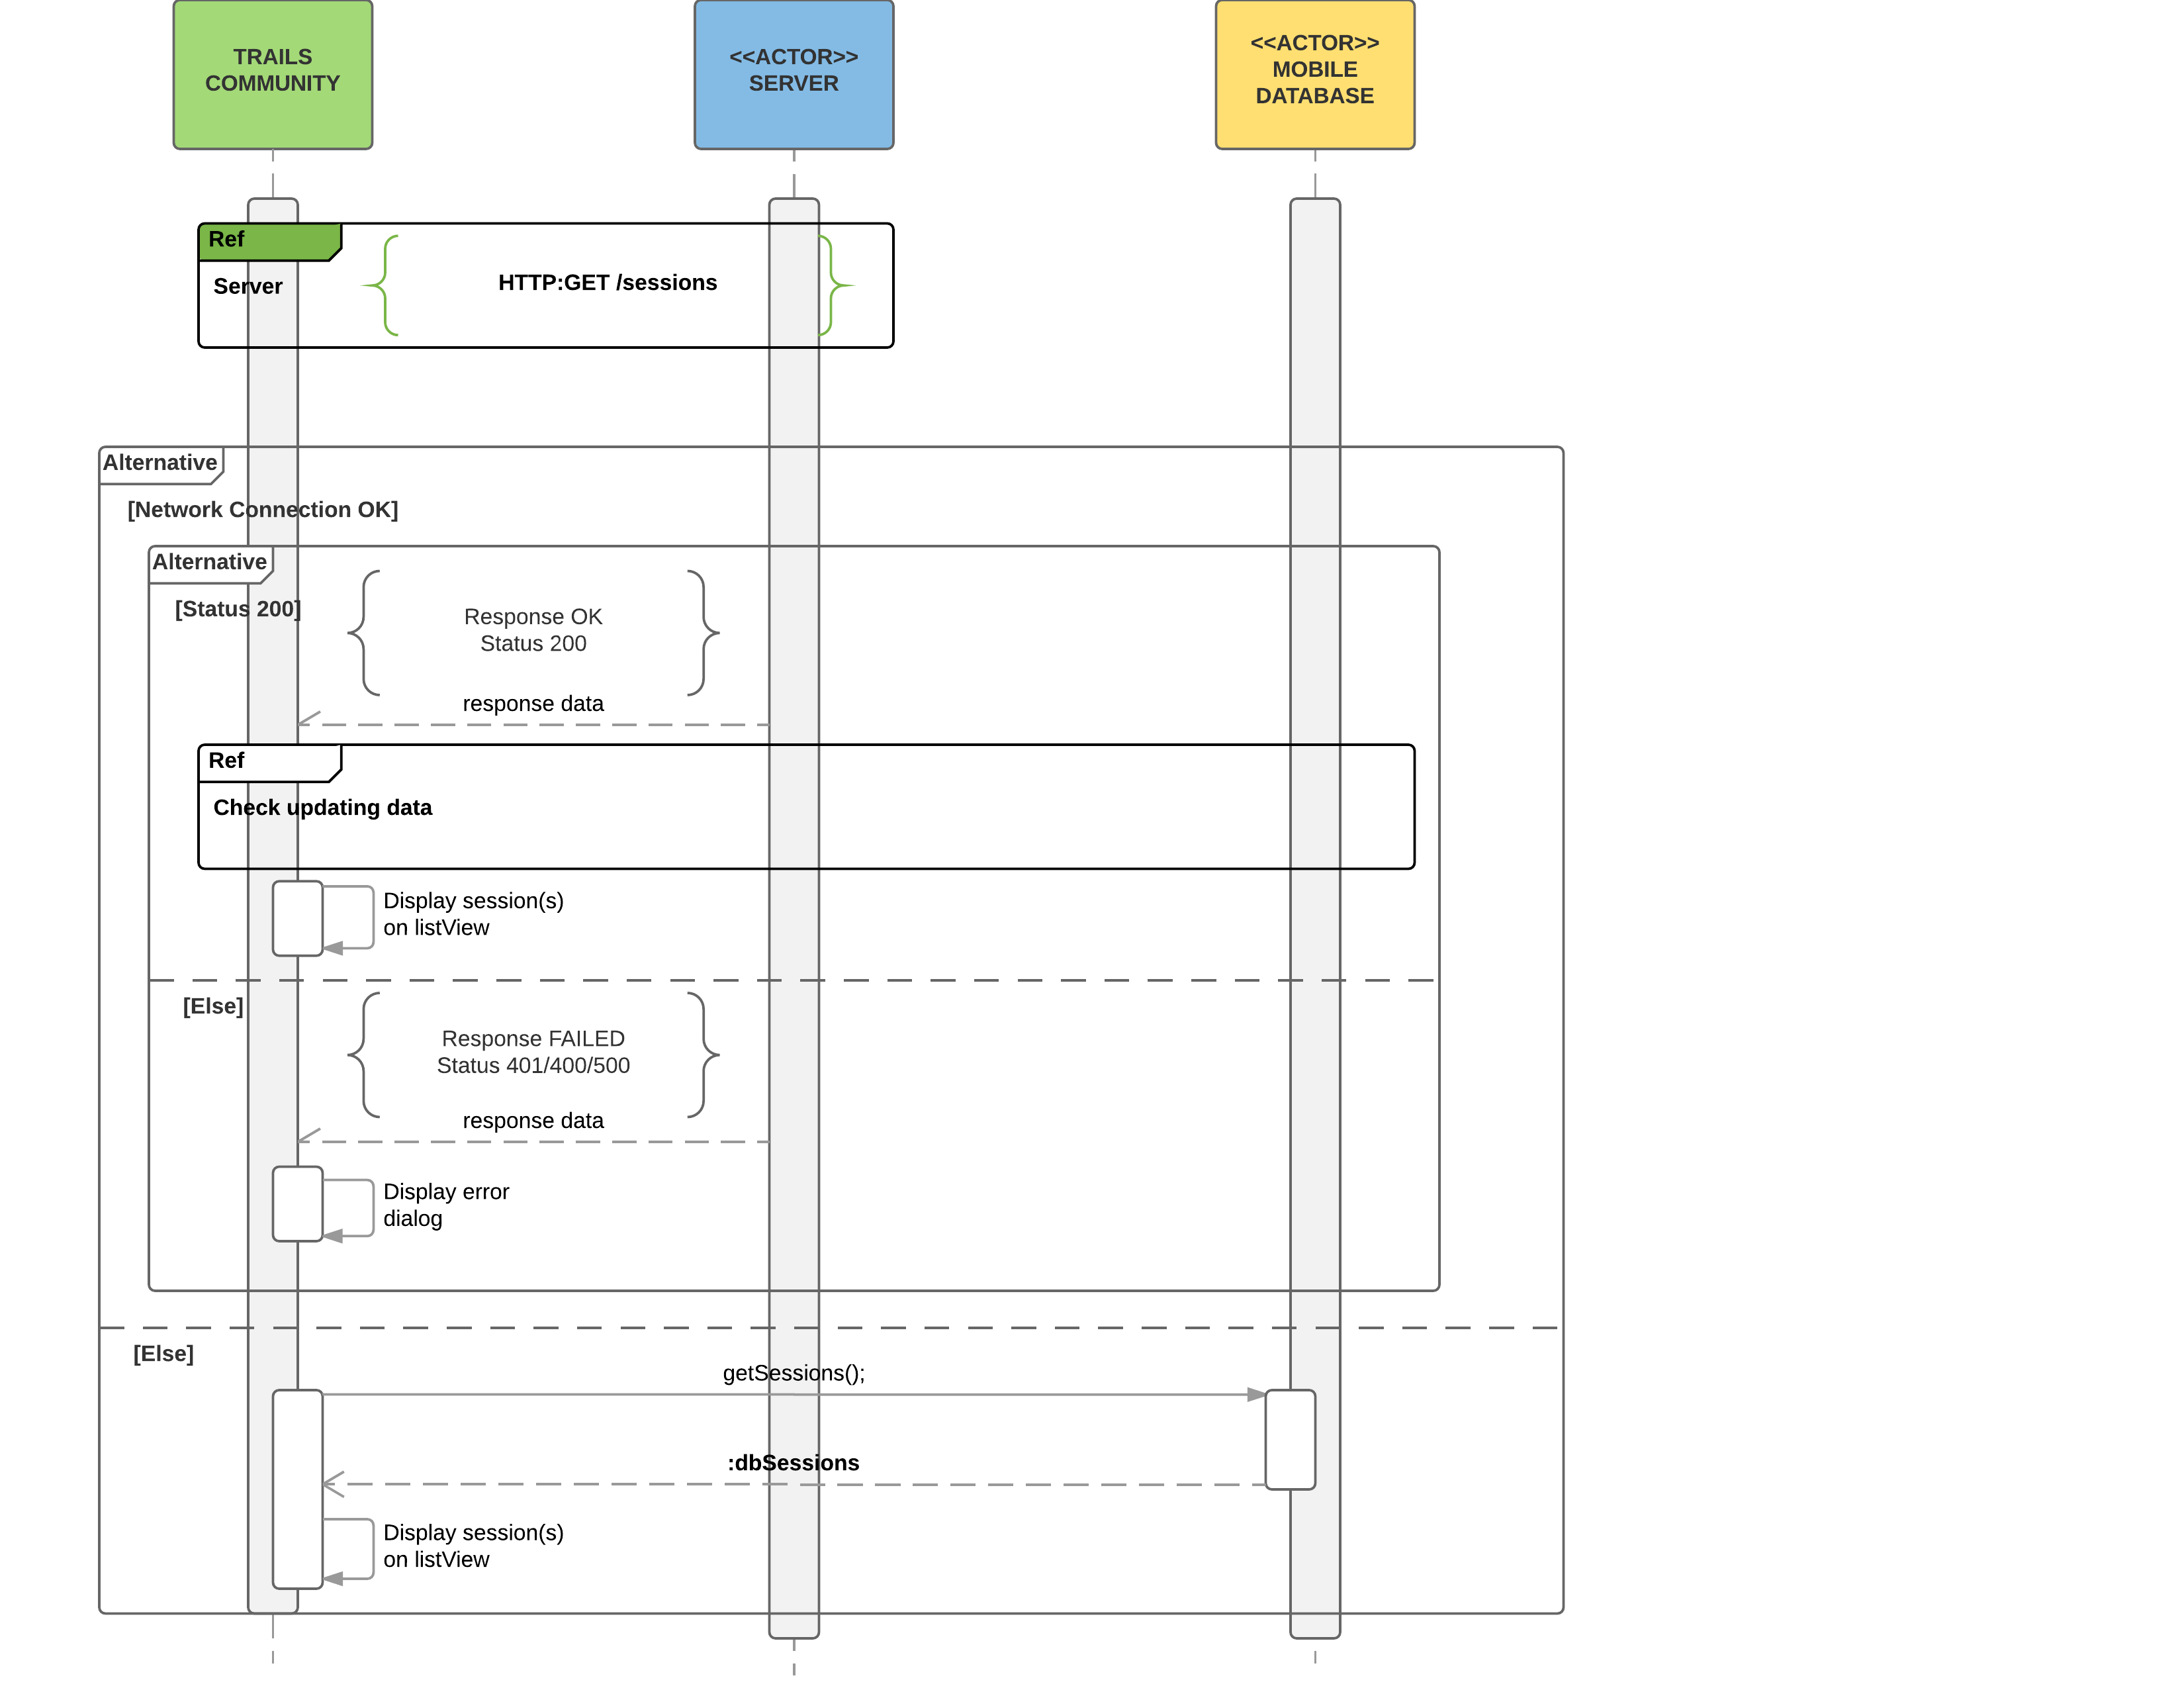 TRAILS
COMMUNITY
<<ACTOR>>
SERVER
<<ACTOR>>
MOBILE
DATABASE
Ref
Server
HTTP:GET /sessions
Alternative
[Network Connection OK]
Alternative
[Status 200]
Response OK
Status 200
response data
Ref
Check updating data
Display session(s)
on listView
[Else]
Response FAILED
Status 401/400/500
response data
Display error
dialog
[Else]
getSessions();
:dbSessions
Display session(s)
on listView